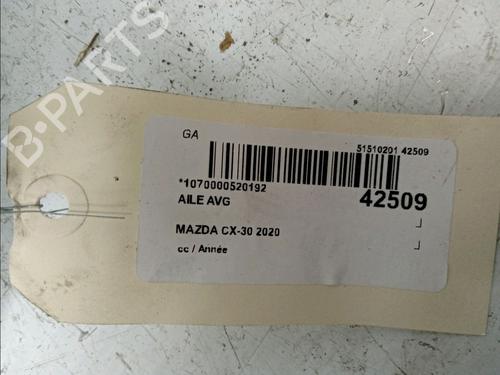 B-PARTS
GA
51510201 42509
*1070000520192
42509
AILE AVG
MAZDA CX-30 2020
cc / Année